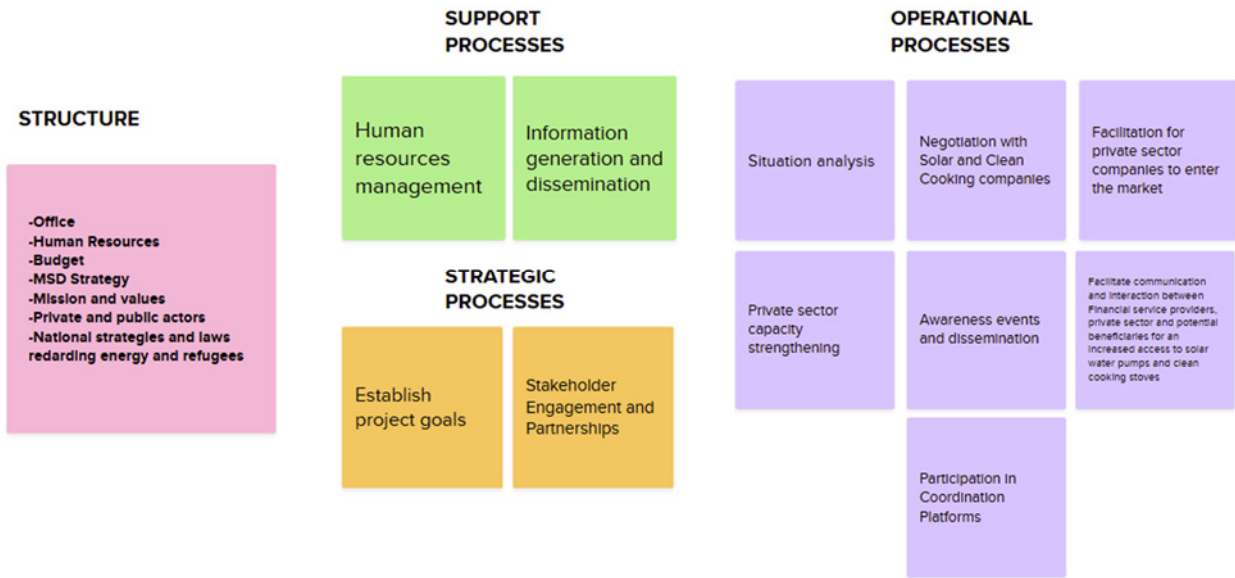 STRUCTURE
-Office
-Human Resources
-Budget
-MSD Strategy
-Mission and values
-Private and public actors
-National strategies and laws
redarding energy and refugees
SUPPORT
PROCESSES
Human
resources
management
Information
generation and
dissemination
STRATEGIC
PROCESSES
Establish
project goals
Stakeholder
Engagement and
Partnerships
OPERATIONAL
PROCESSES
Situation analysis
Negotiation with
Solar and Clean
Cooking companies
Facilitation for
private sector
companies to enter
the market
Private sector
capacity
strengthening
Awareness events
and dissemination
Facilitate communication
and interaction between
Financial service providers,
private sector and potential
beneficiaries for an
increased access to solar
water pumps and clean
cooking stoves
Participation in
Coordination
Platforms